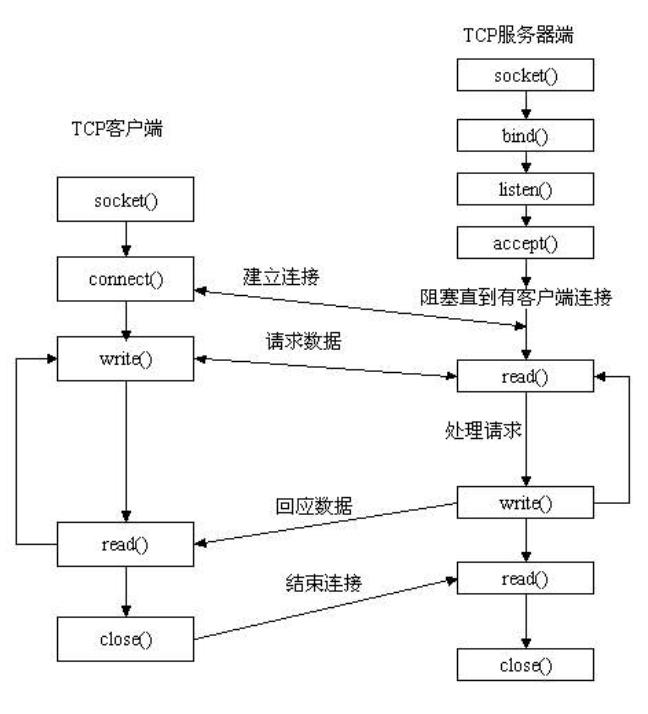 TCP服务器端
socket()
bind()
TCP客户端
listen()
socket()
accept()
connect()
建立连接
阻塞直到有客户端连接
请求数据
write()
read()
处理请求
回应数据
write()
read()
结束连接
read()
close()
close()